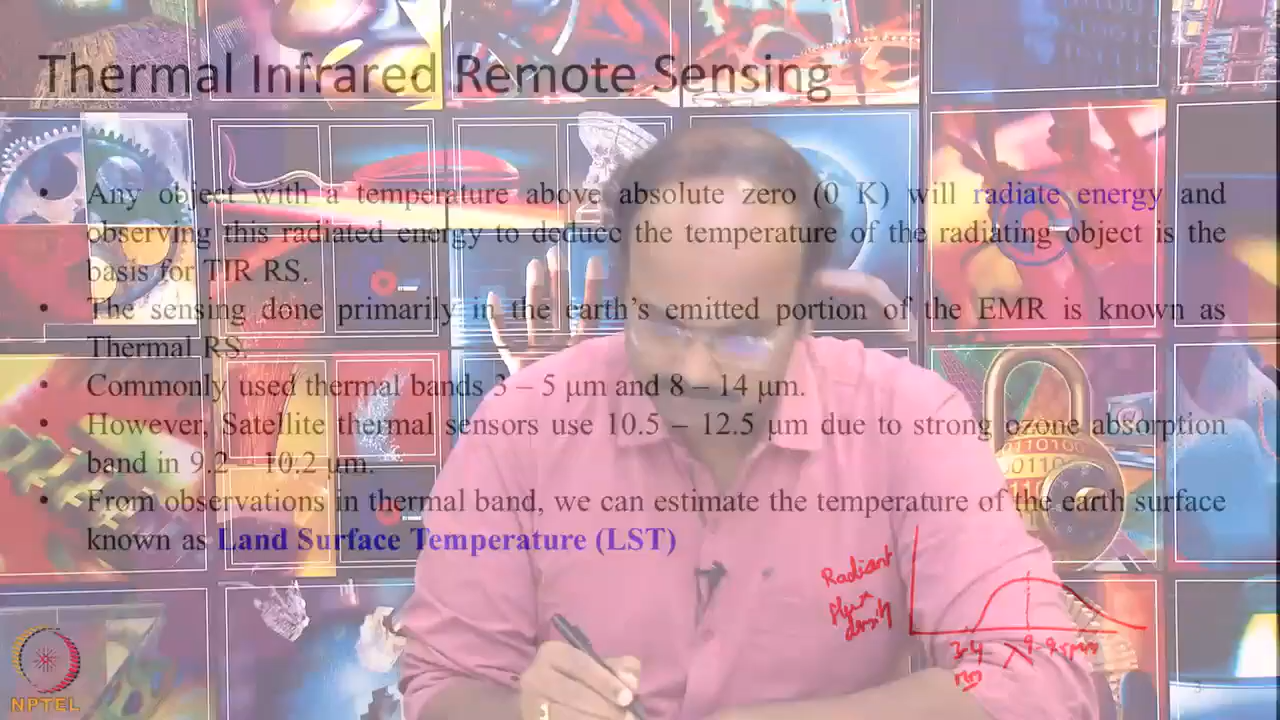 Thermal Infrared Remote Sensing
• Any object with a temperature above absolute zero (0 K) will radiate energy and
observing this radiated energy to deduce the temperature of the radiating object is the
basis for TIR RS.
• The sensing done primarily in the earth's emitted portion of the EMR is known as
Thermal RS.
• Commonly used thermal bands 3 – 5 μm and 8 – 14 μm.
• However, Satellite thermal sensors use 10.5 – 12.5 μm due to strong ozone absorption
band in 9.2 – 10.2 μm.
• From observations in thermal band, we can estimate the temperature of the earth surface
known as Land Surface Temperature (LST)
Radiant
flux
density
3-4
λ
μm
NPTEL
3